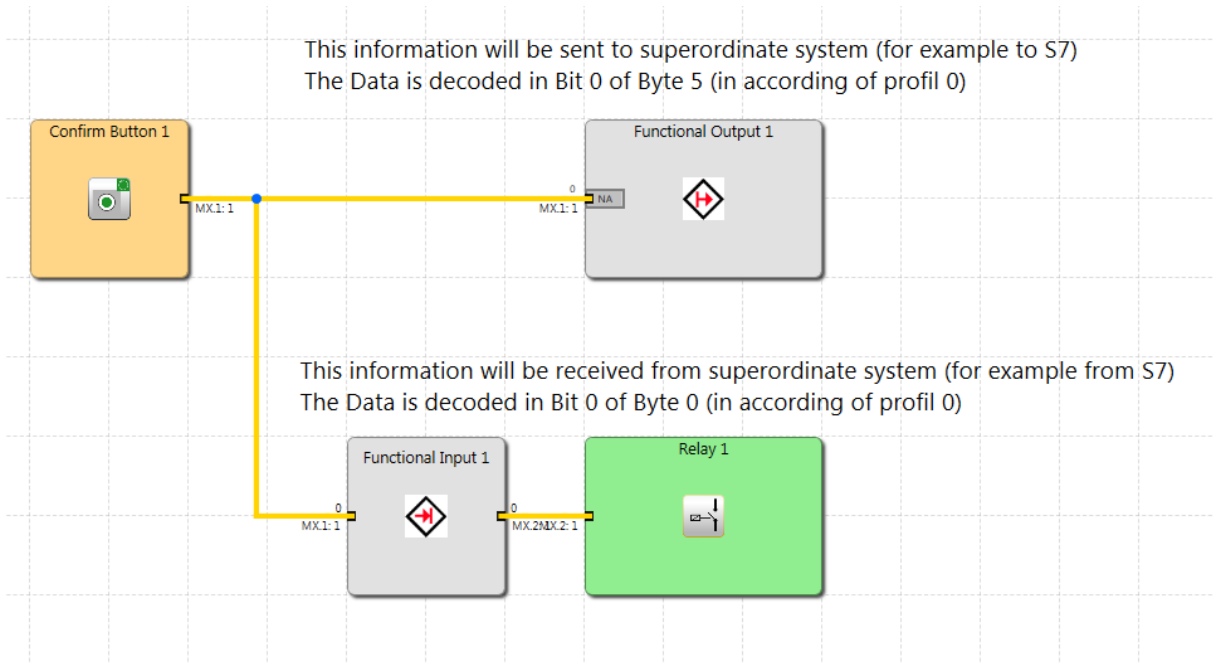 This information will be sent to superordinate system (for example to S7)
The Data is decoded in Bit 0 of Byte 5 (in according of profil 0)
Confirm Button 1
Functional Output 1
0
NA
MX.1: 1
MX.1: 1
This information will be received from superordinate system (for example from S7)
The Data is decoded in Bit 0 of Byte 0 (in according of profil 0)
Functional Input 1
Relay 1
0
0
MX.1: 1
MX.2: 1